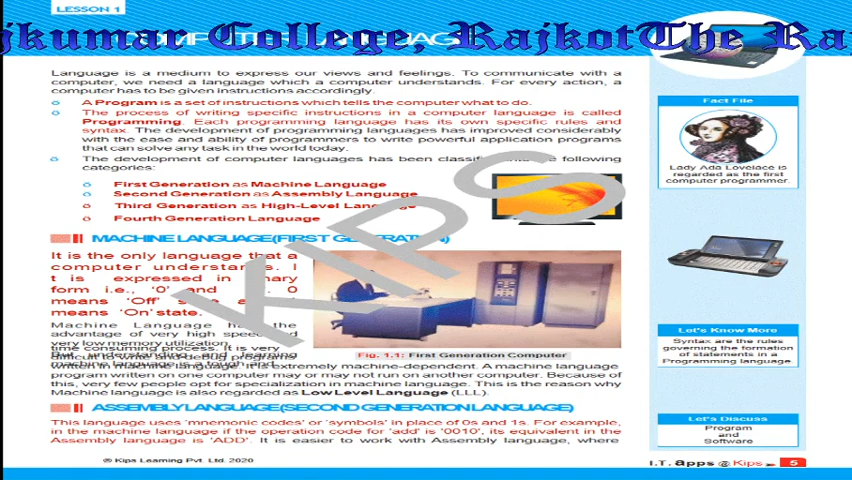 LESSON 1
jkumar College, RajkotThe Ra
Language is a medium to express our views and feelings. To communicate with a
computer, we need a language which a computer understands. For every action, a
computer has to be given instructions accordingly.
A Program is a set of instructions which tells the computer what to do.
The process of writing specific instructions in a computer language is called
Programming. Each programming language has its own specific rules and
syntax. The development of programming languages has improved considerably
with the ease and ability of programmers to write powerful application programs
that can solve any task in the world today.
The development of computer languages has been following
categories:
First Generation as Machine Language
Second Generation as Assembly Language
Third Generation as High-Level
Fourth Generation Language
MACHINE LANGUAGE(FIRST GENERATION)
It is the only language that a
computer understands. I
t is expressed in
form i.e., '0' 0
means 'Off'
means 'On' state.
Machine Language the
advantage of very high speed
very low memory utilization.
time consuming process. It is very
Fig. 1.1: First Generation Computer
machine language. It is extremely machine-dependent. A machine language
program written on one computer may or may not run on another computer. Because of
this, very few people opt for specialization in machine language. This is the reason why
Machine language is also regarded as Low Level Language (LLL).
ASSEMBLY LANGUAGE(SECOND GENERATION LANGUAGE)
This language uses 'mnemonic codes' or 'symbols' in place of 0s and 1s. For example,
in the machine language if the operation code for 'add' is '0010', its equivalent in the
Assembly language is 'ADD'. It is easier to work with Assembly language, where
KIPS
Fact File
Lady Ada Lovelace is
regarded as the first
computer programmer.
Let's Know More
Syntax are the rules
governing the formation
of statements in a
Programming language.
Let's Discuss
Program
and
Software
© Kips Learning Pvt. Ltd. 2020
I.T. apps @ Kips 5